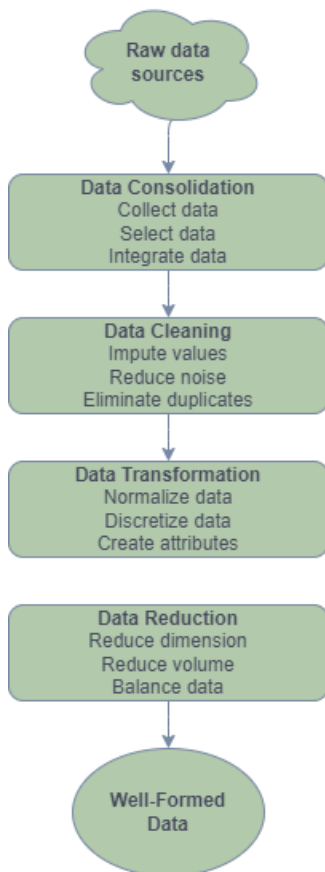 Raw data
sources
Data Consolidation
Collect data
Select data
Integrate data
Data Cleaning
Impute values
Reduce noise
Eliminate duplicates
Data Transformation
Normalize data
Discretize data
Create attributes
Data Reduction
Reduce dimension
Reduce volume
Balance data
Well-Formed
Data